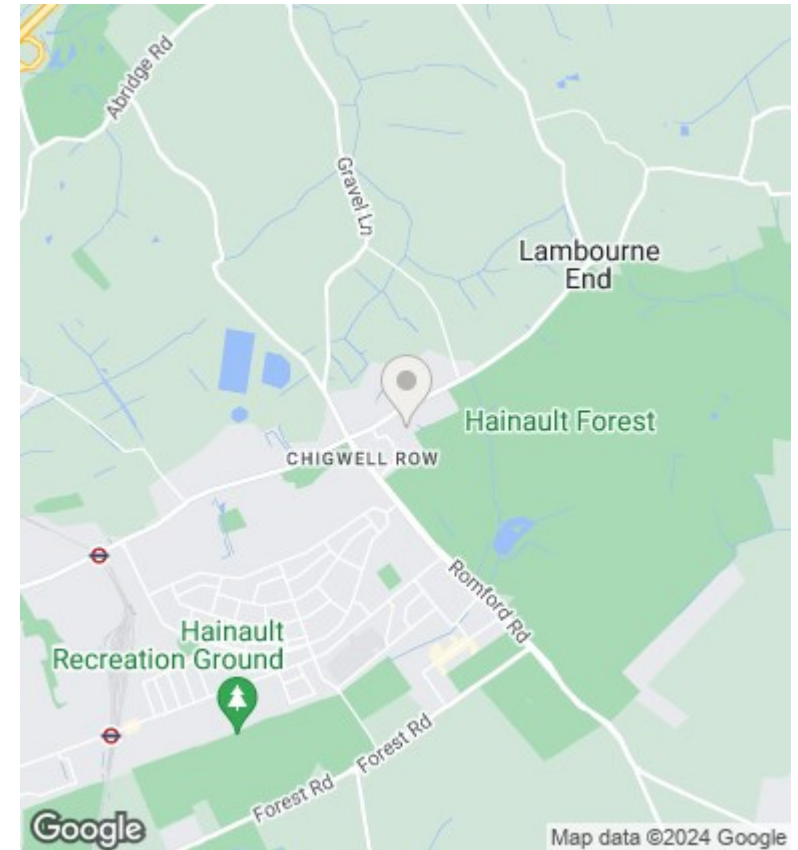 Abridge Rd
Gravel Ln
Lambourne
End
Hainault Forest
CHIGWELL ROW
Romford Rd
Hainault
Recreation Ground
Forest Rd
Forest Rd
Google
Map data ©2024 Google